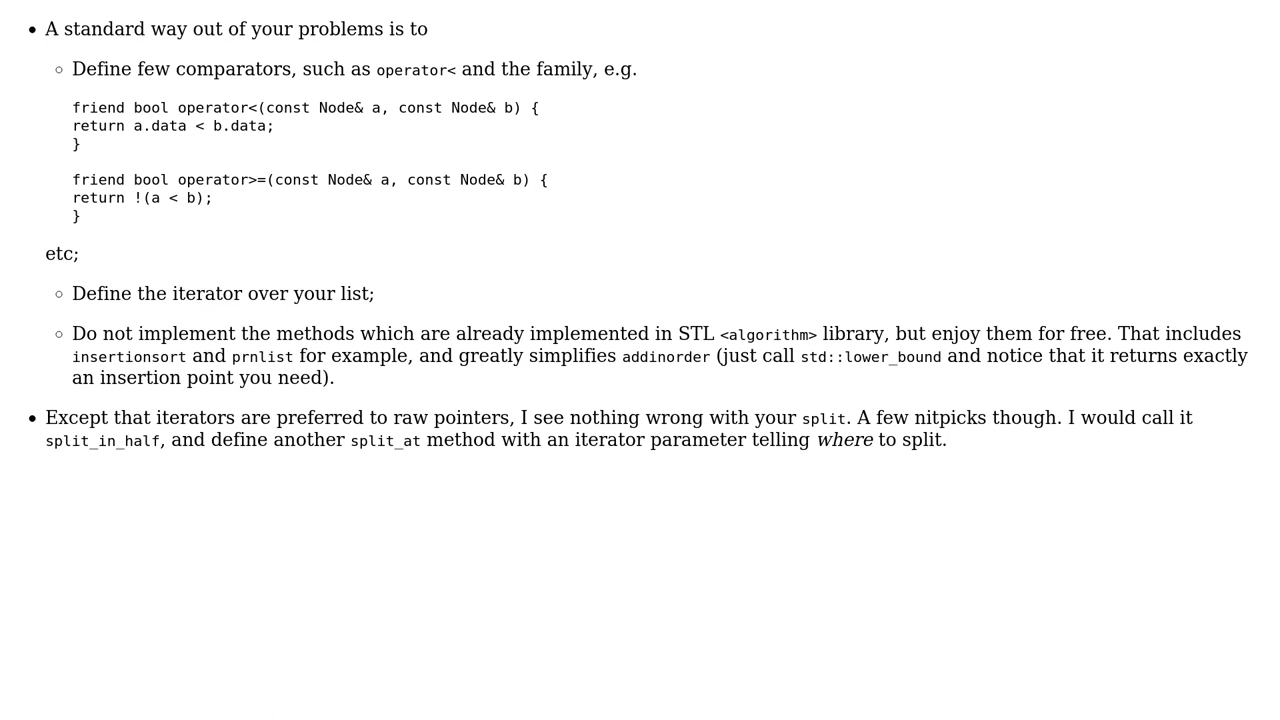 A standard way out of your problems is to
Define few comparators, such as operator< and the family, e.g.
friend bool operator<(const Node& a, const Node& b) {
return a.data < b.data;
}
friend bool operator>=(const Node& a, const Node& b) {
return !(a < b);
}
etc;
Define the iterator over your list;
Do not implement the methods which are already implemented in STL <algorithm> library, but enjoy them for free. That includes
insertionsort and prnlist for example, and greatly simplifies addinorder (just call std::lower_bound and notice that it returns exactly
an insertion point you need).
Except that iterators are preferred to raw pointers, I see nothing wrong with your split. A few nitpicks though. I would call it
split_in_half, and define another split_at method with an iterator parameter telling where to split.